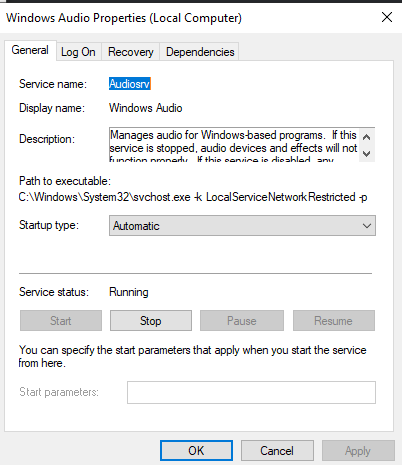 Windows Audio Properties (Local Computer)
General Log On Recovery Dependencies
Service name: Audiosrv
Display name: Windows Audio
Description: Manages audio for Windows-based programs. If this
service is stopped, audio devices and effects will not
function properly. If this service is disabled, any
Path to executable:
C:\Windows\System32\svchost.exe -k LocalServiceNetworkRestricted -p
Startup type: Automatic
Service status: Running
Start Stop Pause Resume
You can specify the start parameters that apply when you start the service
from here.
Start parameters:
OK Cancel Apply